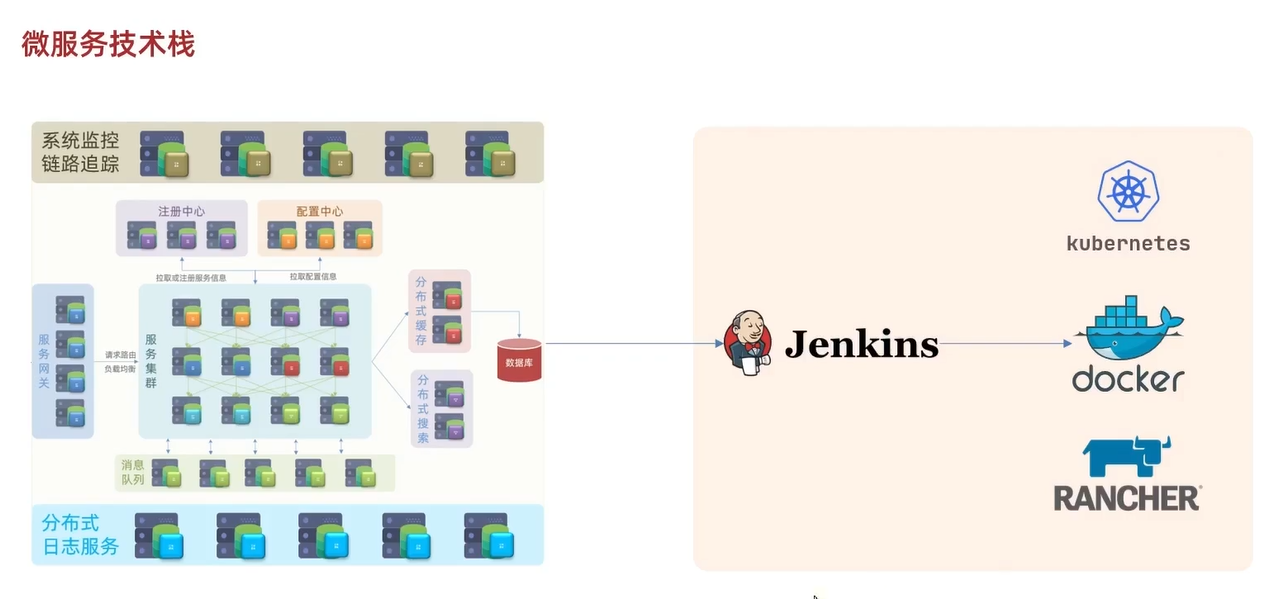 微服务技术栈
系统监控
链路追踪
注册中心
配置中心
拉取或注册服务信息
拉取配置信息
服务网关
请求路由
负载均衡
服务集群
分布式缓存
数据库
分布式搜索
消息
队列
分布式
日志服务
Jenkins
kubernetes
docker
RANCHER